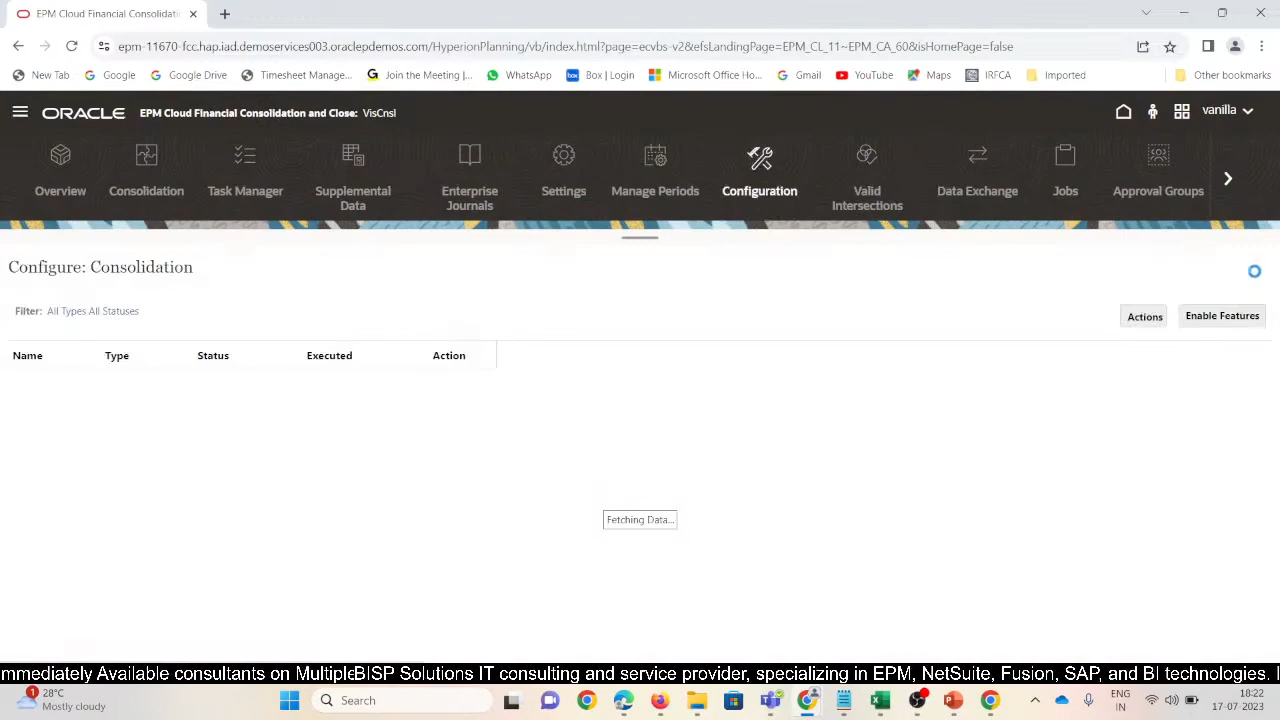 EPM Cloud Financial Consolidati
epm-11670-fcc.hap.iad.demoservices003.oraclepdemos.com/HyperionPlanning/vb/index.html?page=ecvbs-v2&efsLandingPage=EPM_CL_11~EPM_CA_60&isHomePage=false
New Tab Google Google Drive Timesheet Manage... Join the Meeting |... WhatsApp Box | Login Microsoft Office Ho... Gmail YouTube Maps IRFCA Imported Other bookmarks
ORACLE EPM Cloud Financial Consolidation and Close: VisCnsl vanilla
Overview Consolidation Task Manager Supplemental Data Enterprise Journals Settings Manage Periods Configuration Valid Intersections Data Exchange Jobs Approval Groups
Configure: Consolidation
Filter: All Types All Statuses
Actions Enable Features
Name Type Status Executed Action
Fetching Data...
mmediately Available consultants on MultipleBISP Solutions IT consulting and service provider, specializing in EPM, NetSuite, Fusion, SAP, and BI technologies.
1 28°C
Mostly cloudy
Search
ENG
IN
18:22
17-07-2023